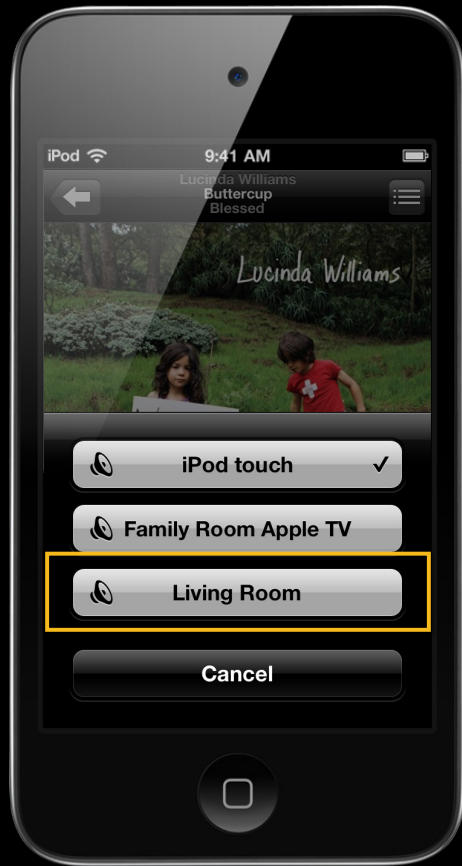 iPod 9:41 AM
Lucinda Williams
Buttercup
Blessed
Lucinda Williams
iPod touch
Family Room Apple TV
Living Room
Cancel